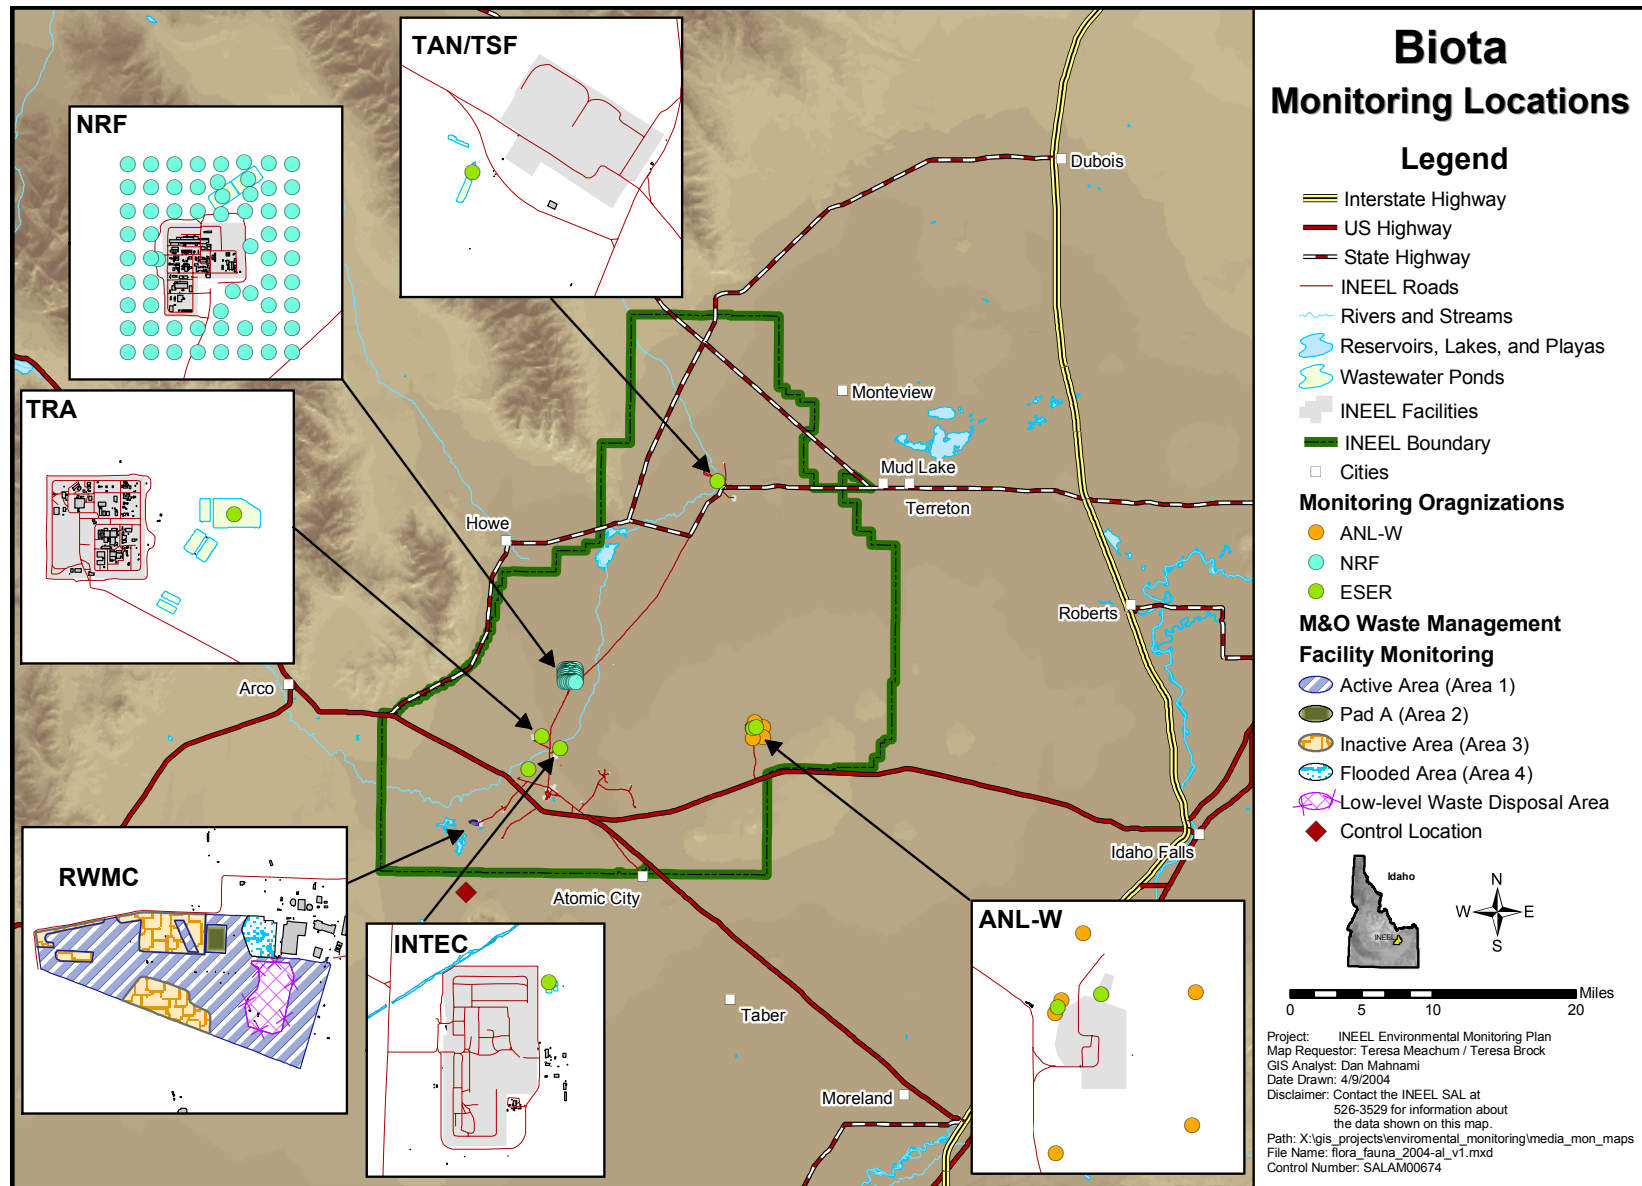 Biota
Monitoring Locations
Legend
Interstate Highway
US Highway
State Highway
INEEL Roads
Rivers and Streams
Reservoirs, Lakes, and Playas
Wastewater Ponds
INEEL Facilities
INEEL Boundary
Cities
Monitoring Oragnizations
ANL-W
NRF
ESER
M&O Waste Management
Facility Monitoring
Active Area (Area 1)
Pad A (Area 2)
Inactive Area (Area 3)
Flooded Area (Area 4)
Low-level Waste Disposal Area
Control Location
Idaho
INEEL
N
W E
S
Miles
0 5 10 20
Project: INEEL Environmental Monitoring Plan
Map Requestor: Teresa Meachum / Teresa Brock
GIS Analyst: Dan Mahnami
Date Drawn: 4/9/2004
Disclaimer: Contact the INEEL SAL at
526-3529 for information about
the data shown on this map.
Path: X:\gis_projects\enviromental_monitoring\media_mon_maps
File Name: flora_fauna_2004-al_v1.mxd
Control Number: SALAM00674
TAN/TSF
NRF
TRA
RWMC
INTEC
ANL-W
Dubois
Monteview
Mud Lake
Terreton
Howe
Roberts
Arco
Idaho Falls
Atomic City
Taber
Moreland